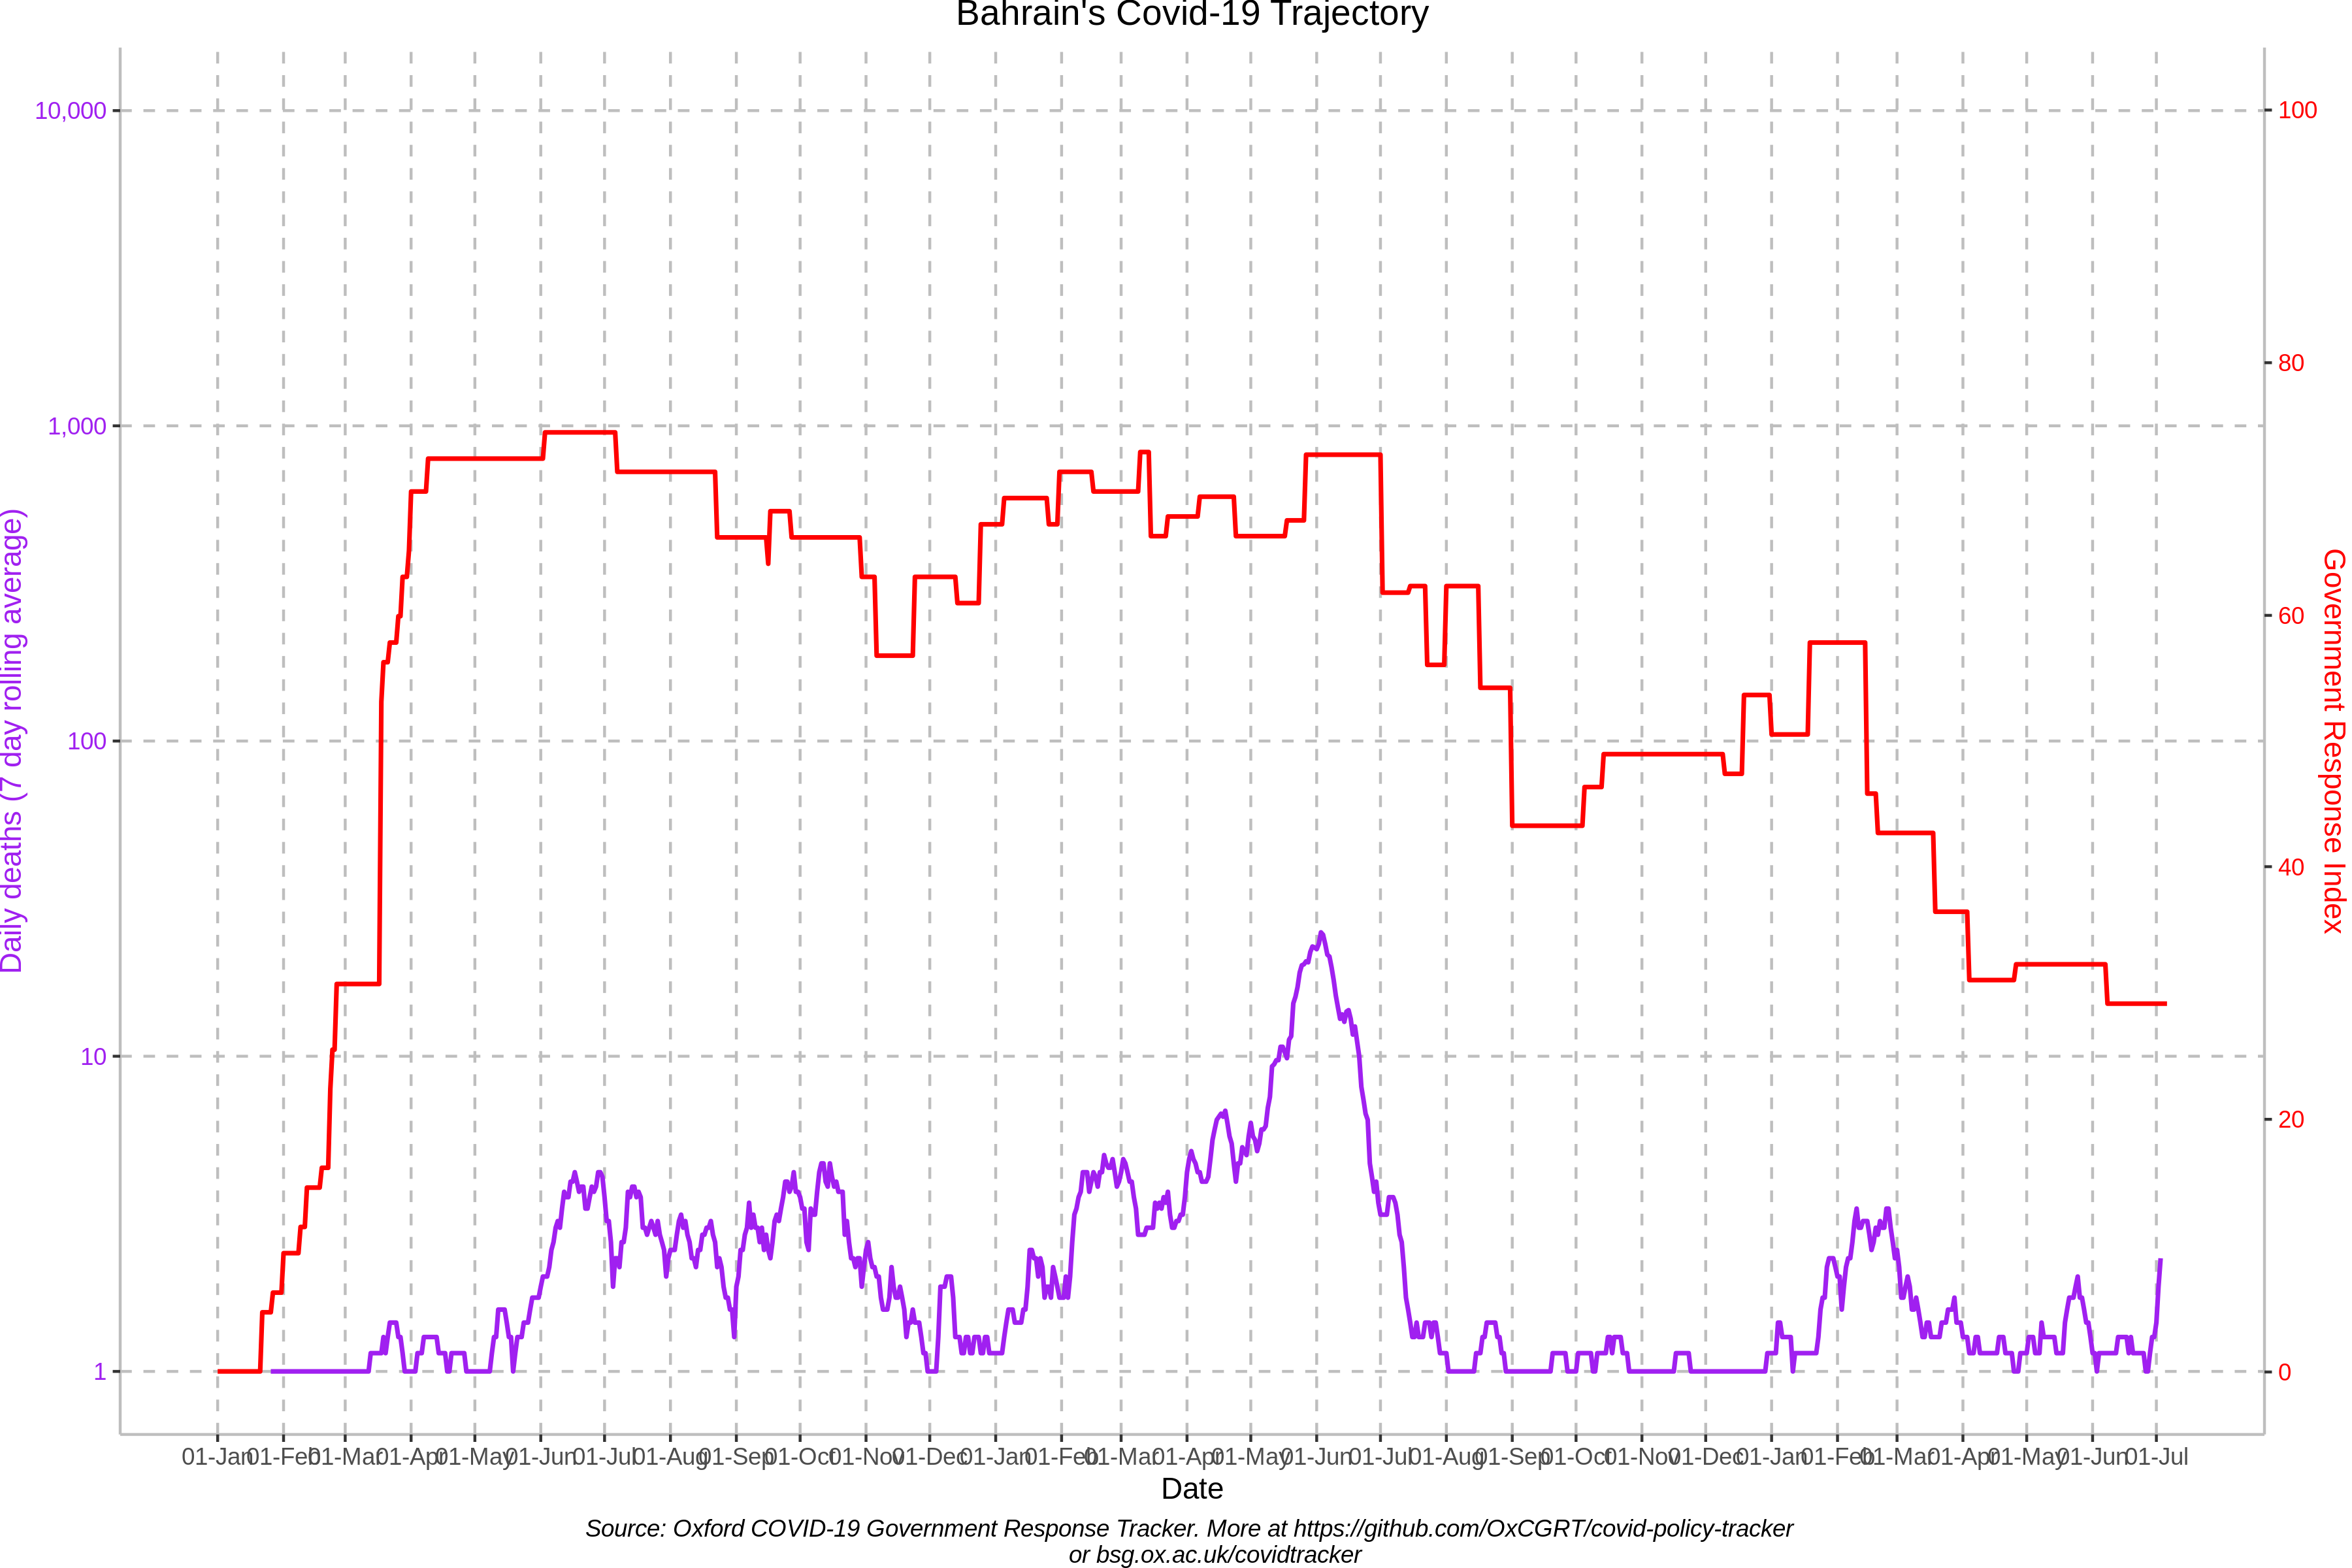 Bahrain's Covid-19 Trajectory
10,000
1,000
100
10
1
Daily deaths (7 day rolling average)
100
80
60
40
20
0
Government Response Index
01-Jan 01-Feb 01-Mar 01-Apr 01-May 01-Jun 01-Jul 01-Aug 01-Sep 01-Oct 01-Nov 01-Dec 01-Jan 01-Feb 01-Mar 01-Apr 01-May 01-Jun 01-Jul 01-Aug 01-Sep 01-Oct 01-Nov 01-Dec 01-Jan 01-Feb 01-Mar 01-Apr 01-May 01-Jun 01-Jul
Date
Source: Oxford COVID-19 Government Response Tracker. More at https://github.com/OxCGRT/covid-policy-tracker
or bsg.ox.ac.uk/covidtracker